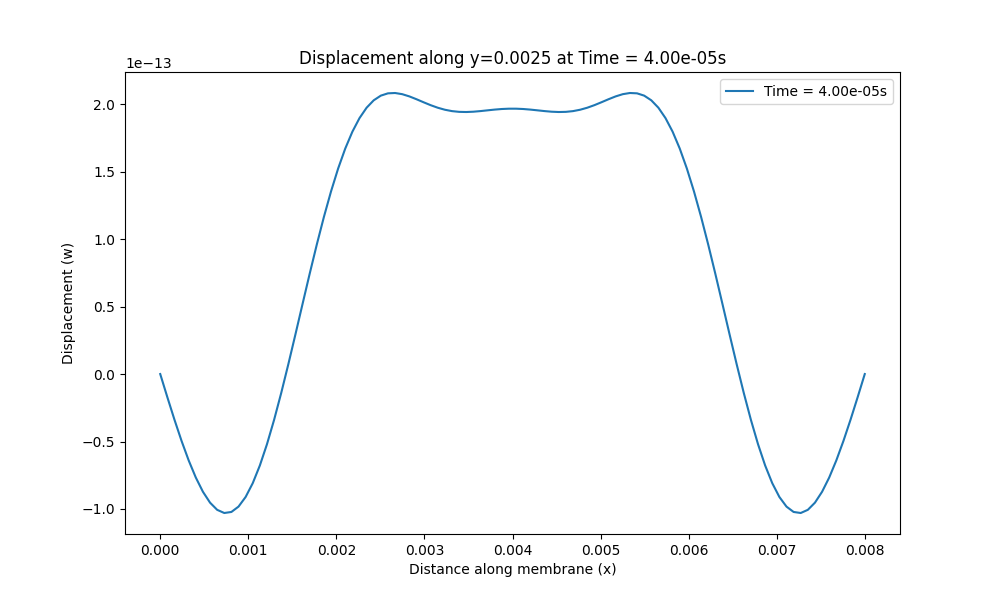 Displacement along y=0.0025 at Time = 4.00e-05s
1e−13
Time = 4.00e-05s
2.0
1.5
1.0
0.5
0.0
−0.5
−1.0
Displacement (w)
0.000 0.001 0.002 0.003 0.004 0.005 0.006 0.007 0.008
Distance along membrane (x)